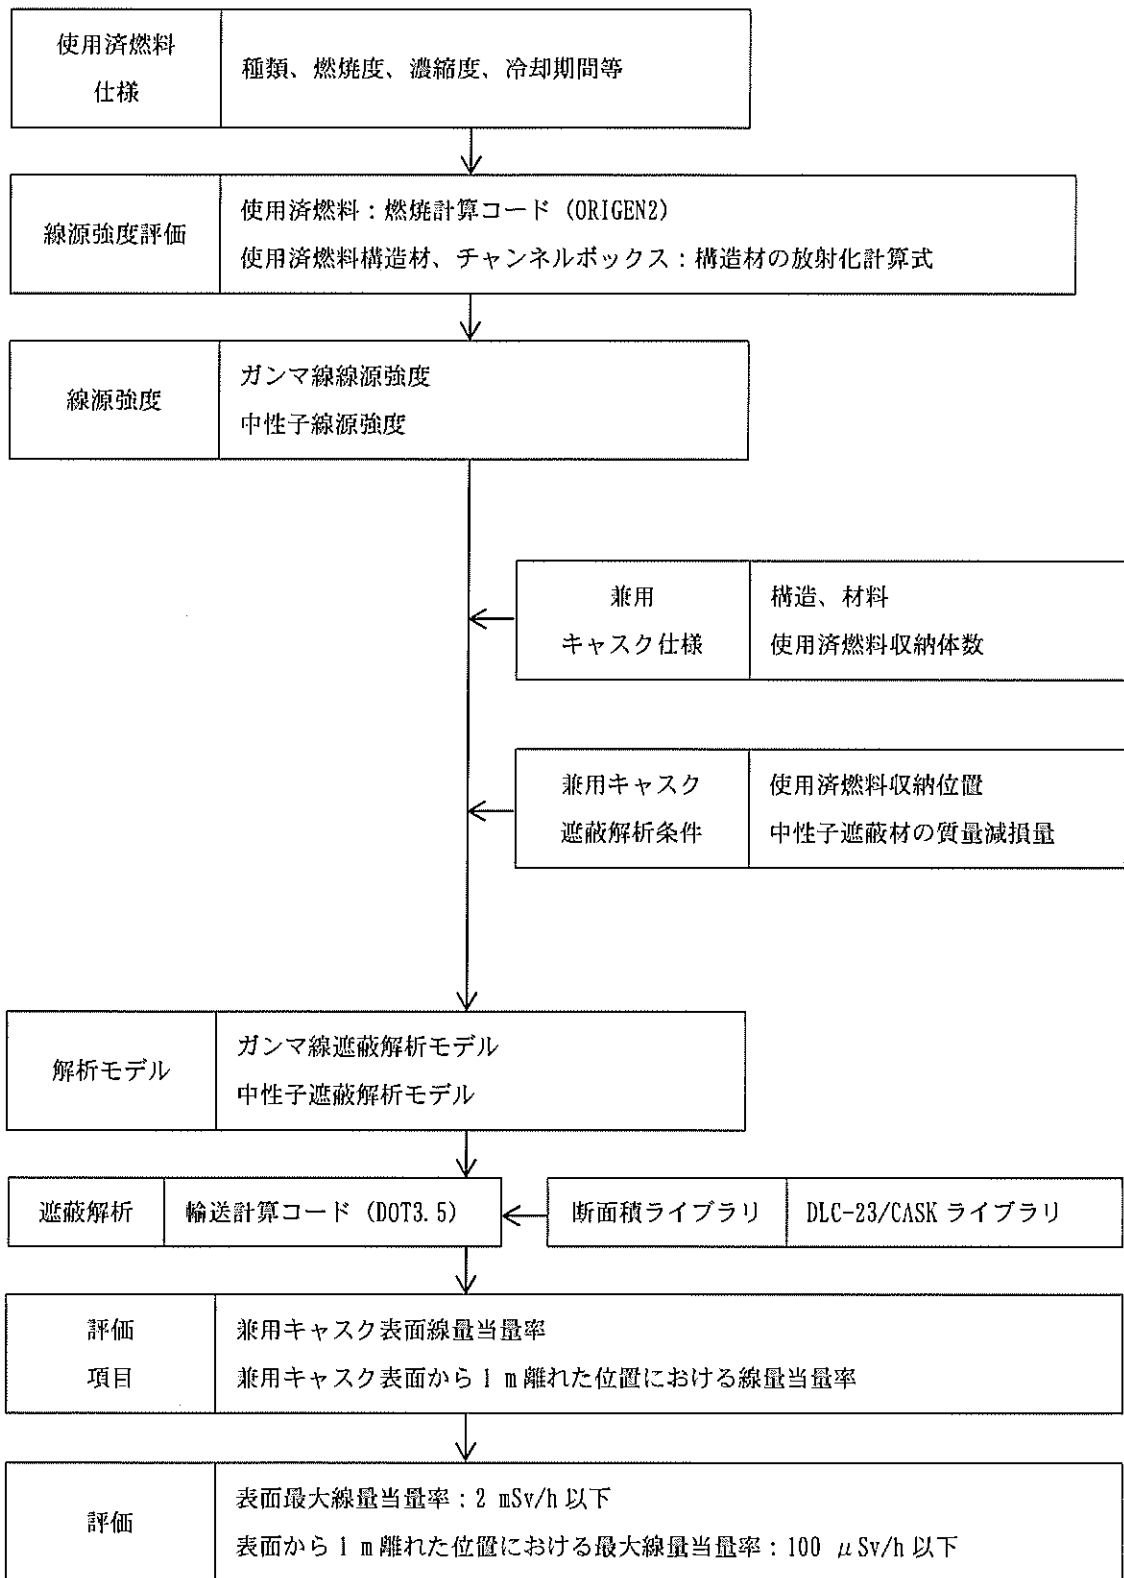 使用済燃料
仕様
種類、燃焼度、濃縮度、冷却期間等
線源強度評価
使用済燃料：燃焼計算コード (ORIGEN2)
使用済燃料構造材、チャンネルボックス：構造材の放射化計算式
線源強度
ガンマ線線源強度
中性子線源強度
兼用
キャスク仕様
構造、材料
使用済燃料収納体数
兼用キャスク
遮蔽解析条件
使用済燃料収納位置
中性子遮蔽材の質量減損量
解析モデル
ガンマ線遮蔽解析モデル
中性子遮蔽解析モデル
遮蔽解析
輸送計算コード (DOT3.5)
断面積ライブラリ
DLC-23/CASK ライブラリ
評価
項目
兼用キャスク表面線量当量率
兼用キャスク表面から 1 m 離れた位置における線量当量率
評価
表面最大線量当量率：2 mSv/h 以下
表面から 1 m 離れた位置における最大線量当量率：100 μSv/h 以下